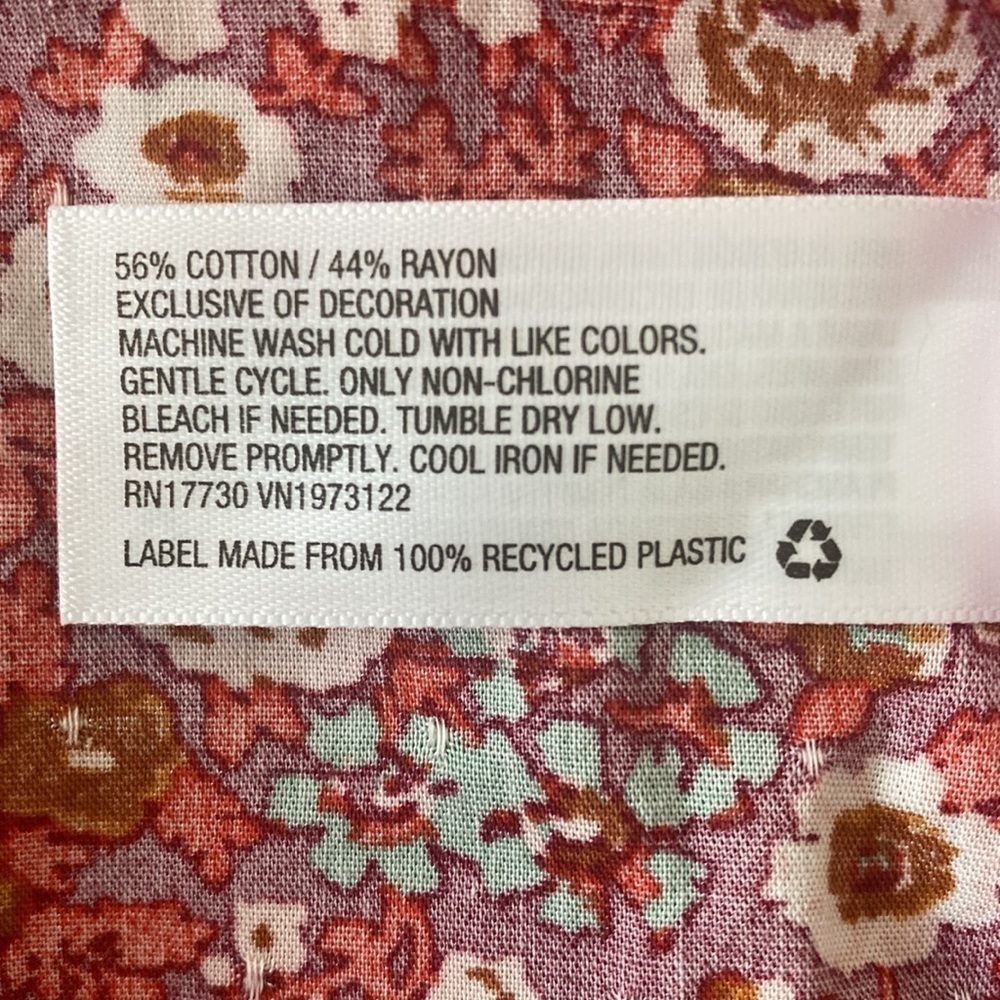 56% COTTON / 44% RAYON
EXCLUSIVE OF DECORATION
MACHINE WASH COLD WITH LIKE COLORS.
GENTLE CYCLE. ONLY NON-CHLORINE
BLEACH IF NEEDED. TUMBLE DRY LOW.
REMOVE PROMPTLY. COOL IRON IF NEEDED.
RN17730 VN1973122
LABEL MADE FROM 100% RECYCLED PLASTIC